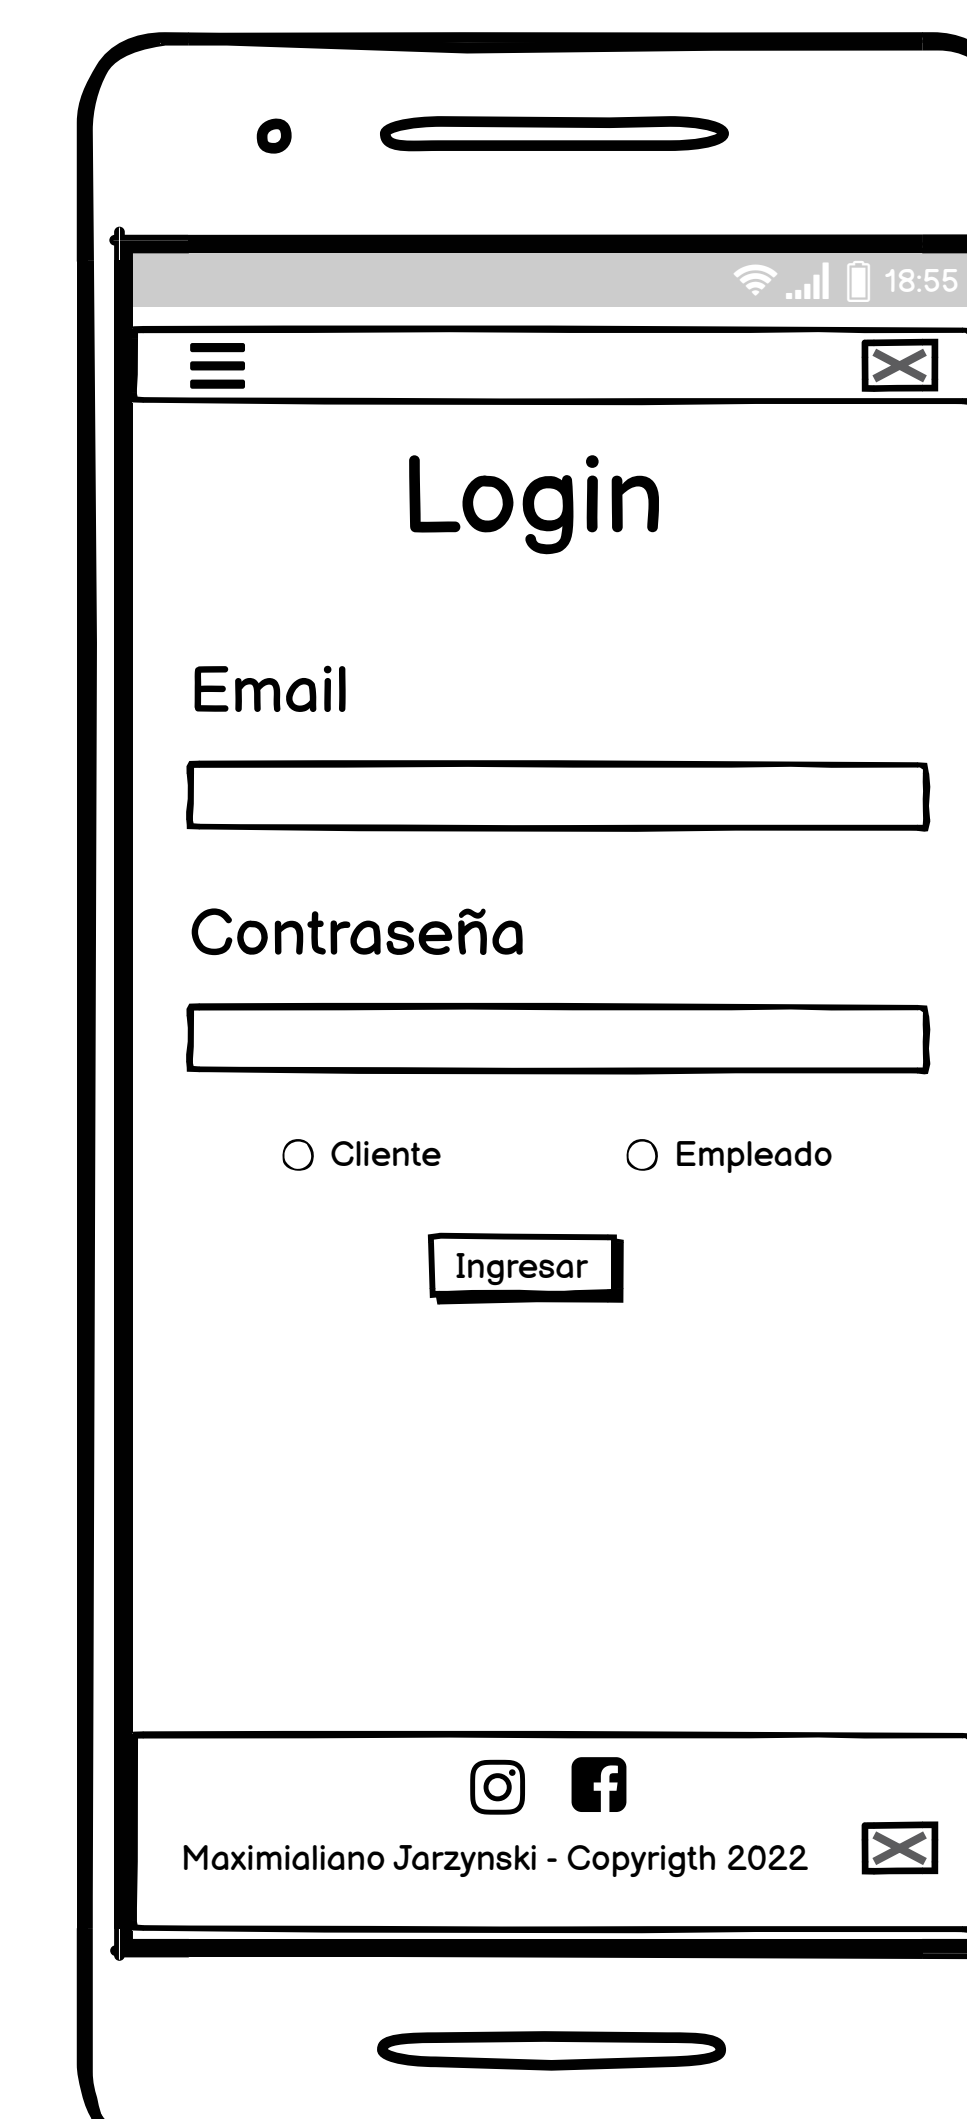 18:55
Login
Email
Contraseña
Cliente Empleado
Ingresar
Maximialiano Jarzynski - Copyrigth 2022